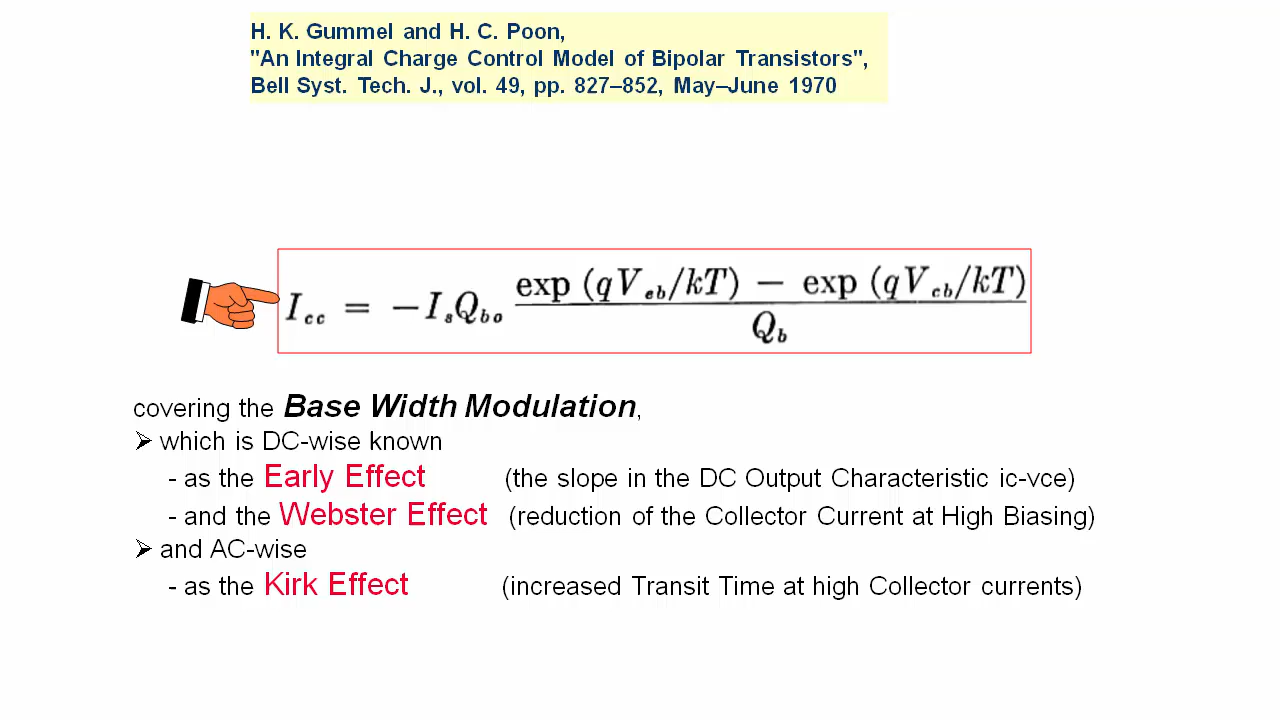 H. K. Gummel and H. C. Poon,
"An Integral Charge Control Model of Bipolar Transistors",
Bell Syst. Tech. J., vol. 49, pp. 827–852, May–June 1970
I_cc = −I_s Q_bo (exp (qV_eb/kT) − exp (qV_cb/kT)) / Q_b
covering the Base Width Modulation,
➢ which is DC-wise known
- as the Early Effect (the slope in the DC Output Characteristic ic-vce)
- and the Webster Effect (reduction of the Collector Current at High Biasing)
➢ and AC-wise
- as the Kirk Effect (increased Transit Time at high Collector currents)